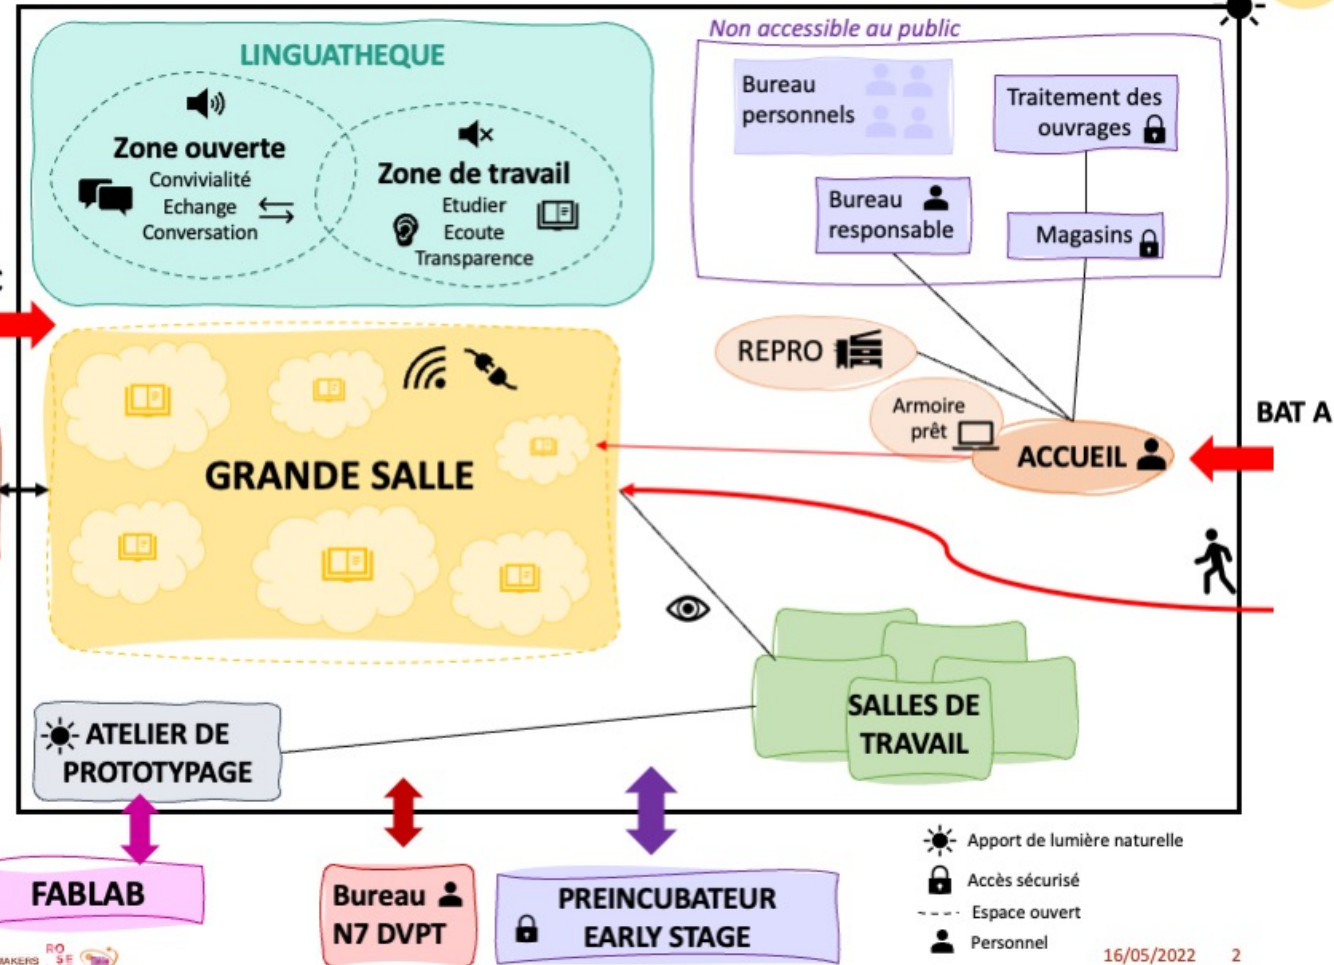 Non accessible au public
LINGUATHEQUE
Zone ouverte
Convivialité
Echange
Conversation
Zone de travail
Etudier
Ecoute
Transparence
Bureau
personnels
Traitement des
ouvrages
Bureau
responsable
Magasins
REPRO
Armoire
prêt
ACCUEIL
BAT A
GRANDE SALLE
SALLES DE
TRAVAIL
ATELIER DE
PROTOTYPAGE
FABLAB
Bureau
N7 DVPT
PREINCUBATEUR
EARLY STAGE
Apport de lumière naturelle
Accès sécurisé
Espace ouvert
Personnel
MAKERS
RO
SE
16/05/2022
2